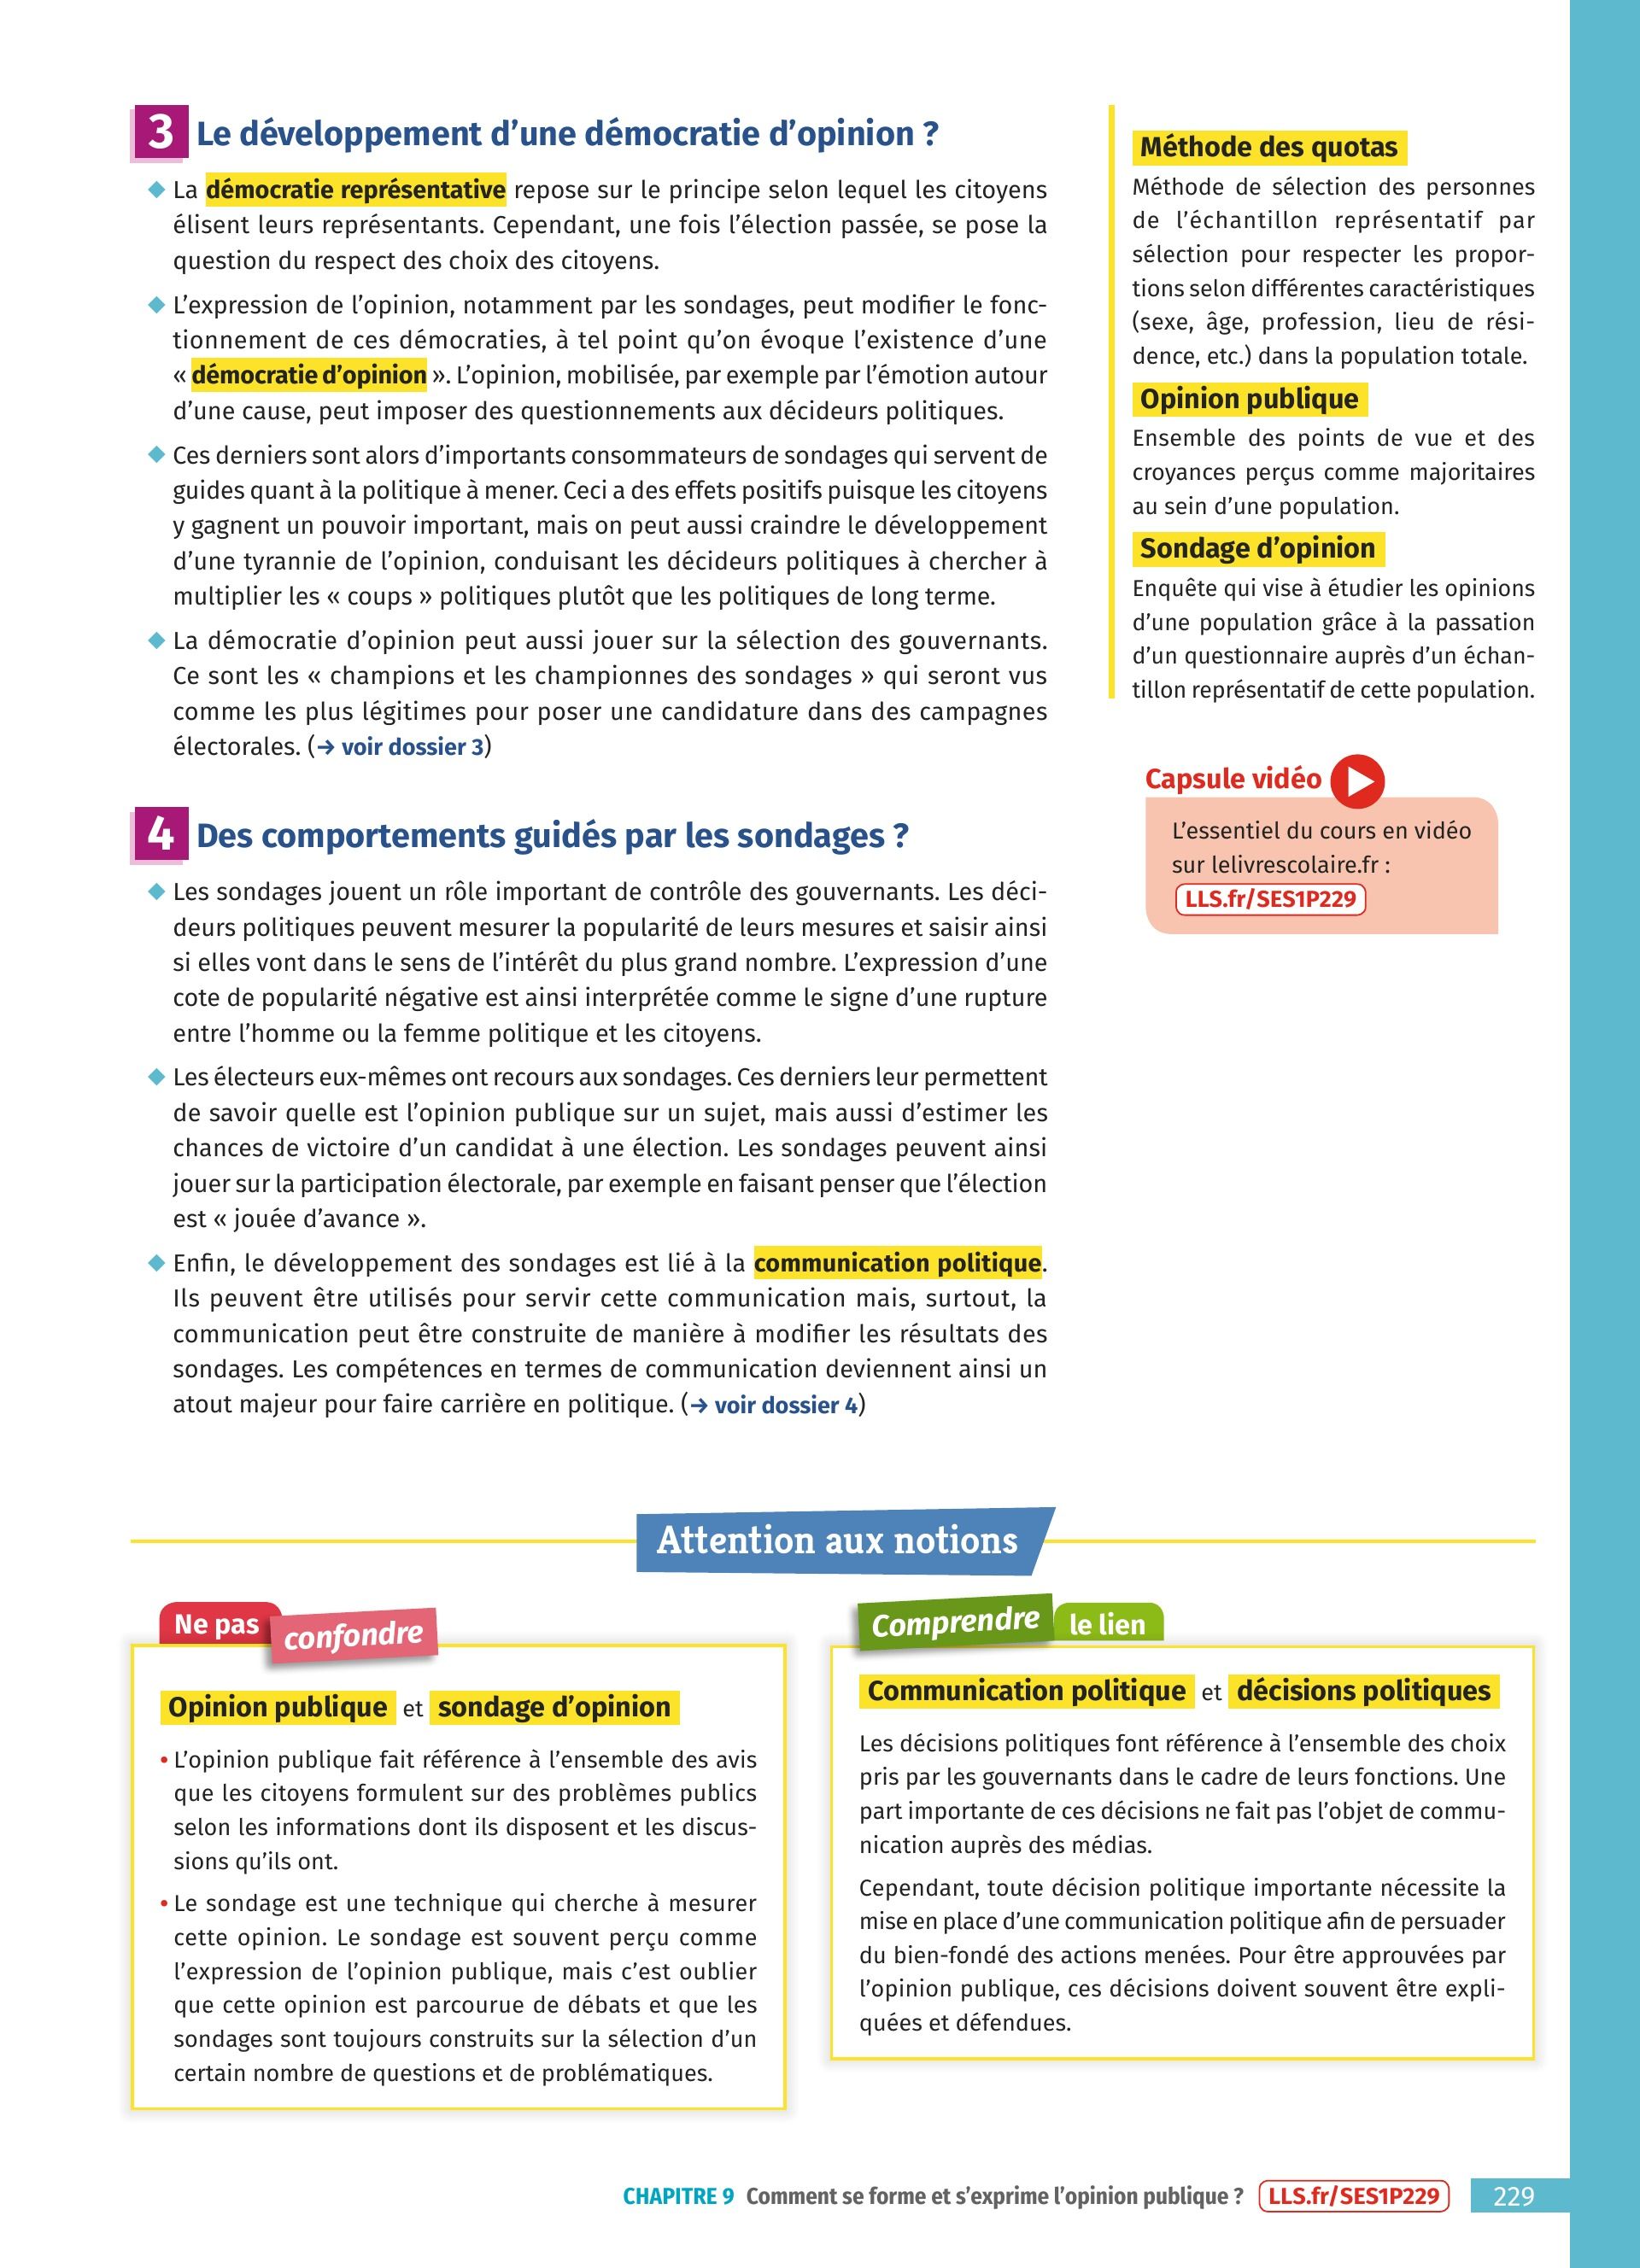 3 Le développement d’une démocratie d’opinion ?
◆ La démocratie représentative repose sur le principe selon lequel les citoyens
élisent leurs représentants. Cependant, une fois l’élection passée, se pose la
question du respect des choix des citoyens.
◆ L’expression de l’opinion, notamment par les sondages, peut modifier le fonc-
tionnement de ces démocraties, à tel point qu’on évoque l’existence d’une
« démocratie d’opinion ». L’opinion, mobilisée, par exemple par l’émotion autour
d’une cause, peut imposer des questionnements aux décideurs politiques.
◆ Ces derniers sont alors d’importants consommateurs de sondages qui servent de
guides quant à la politique à mener. Ceci a des effets positifs puisque les citoyens
y gagnent un pouvoir important, mais on peut aussi craindre le développement
d’une tyrannie de l’opinion, conduisant les décideurs politiques à chercher à
multiplier les « coups » politiques plutôt que les politiques de long terme.
◆ La démocratie d’opinion peut aussi jouer sur la sélection des gouvernants.
Ce sont les « champions et les championnes des sondages » qui seront vus
comme les plus légitimes pour poser une candidature dans des campagnes
électorales. (→ voir dossier 3)
4 Des comportements guidés par les sondages ?
◆ Les sondages jouent un rôle important de contrôle des gouvernants. Les déci-
deurs politiques peuvent mesurer la popularité de leurs mesures et saisir ainsi
si elles vont dans le sens de l’intérêt du plus grand nombre. L’expression d’une
cote de popularité négative est ainsi interprétée comme le signe d’une rupture
entre l’homme ou la femme politique et les citoyens.
◆ Les électeurs eux-mêmes ont recours aux sondages. Ces derniers leur permettent
de savoir quelle est l’opinion publique sur un sujet, mais aussi d’estimer les
chances de victoire d’un candidat à une élection. Les sondages peuvent ainsi
jouer sur la participation électorale, par exemple en faisant penser que l’élection
est « jouée d’avance ».
◆ Enfin, le développement des sondages est lié à la communication politique.
Ils peuvent être utilisés pour servir cette communication mais, surtout, la
communication peut être construite de manière à modifier les résultats des
sondages. Les compétences en termes de communication deviennent ainsi un
atout majeur pour faire carrière en politique. (→ voir dossier 4)
Méthode des quotas
Méthode de sélection des personnes
de l’échantillon représentatif par
sélection pour respecter les propor-
tions selon différentes caractéristiques
(sexe, âge, profession, lieu de rési-
dence, etc.) dans la population totale.
Opinion publique
Ensemble des points de vue et des
croyances perçus comme majoritaires
au sein d’une population.
Sondage d’opinion
Enquête qui vise à étudier les opinions
d’une population grâce à la passation
d’un questionnaire auprès d’un échan-
tillon représentatif de cette population.
Capsule vidéo
L’essentiel du cours en vidéo
sur lelivrescolaire.fr :
LLS.fr/SES1P229
Attention aux notions
Ne pas confondre
Opinion publique et sondage d’opinion
• L’opinion publique fait référence à l’ensemble des avis
que les citoyens formulent sur des problèmes publics
selon les informations dont ils disposent et les discus-
sions qu’ils ont.
• Le sondage est une technique qui cherche à mesurer
cette opinion. Le sondage est souvent perçu comme
l’expression de l’opinion publique, mais c’est oublier
que cette opinion est parcourue de débats et que les
sondages sont toujours construits sur la sélection d’un
certain nombre de questions et de problématiques.
Comprendre le lien
Communication politique et décisions politiques
Les décisions politiques font référence à l’ensemble des choix
pris par les gouvernants dans le cadre de leurs fonctions. Une
part importante de ces décisions ne fait pas l’objet de commu-
nication auprès des médias.
Cependant, toute décision politique importante nécessite la
mise en place d’une communication politique afin de persuader
du bien-fondé des actions menées. Pour être approuvées par
l’opinion publique, ces décisions doivent souvent être expli-
quées et défendues.
CHAPITRE 9 Comment se forme et s’exprime l’opinion publique ? LLS.fr/SES1P229 229